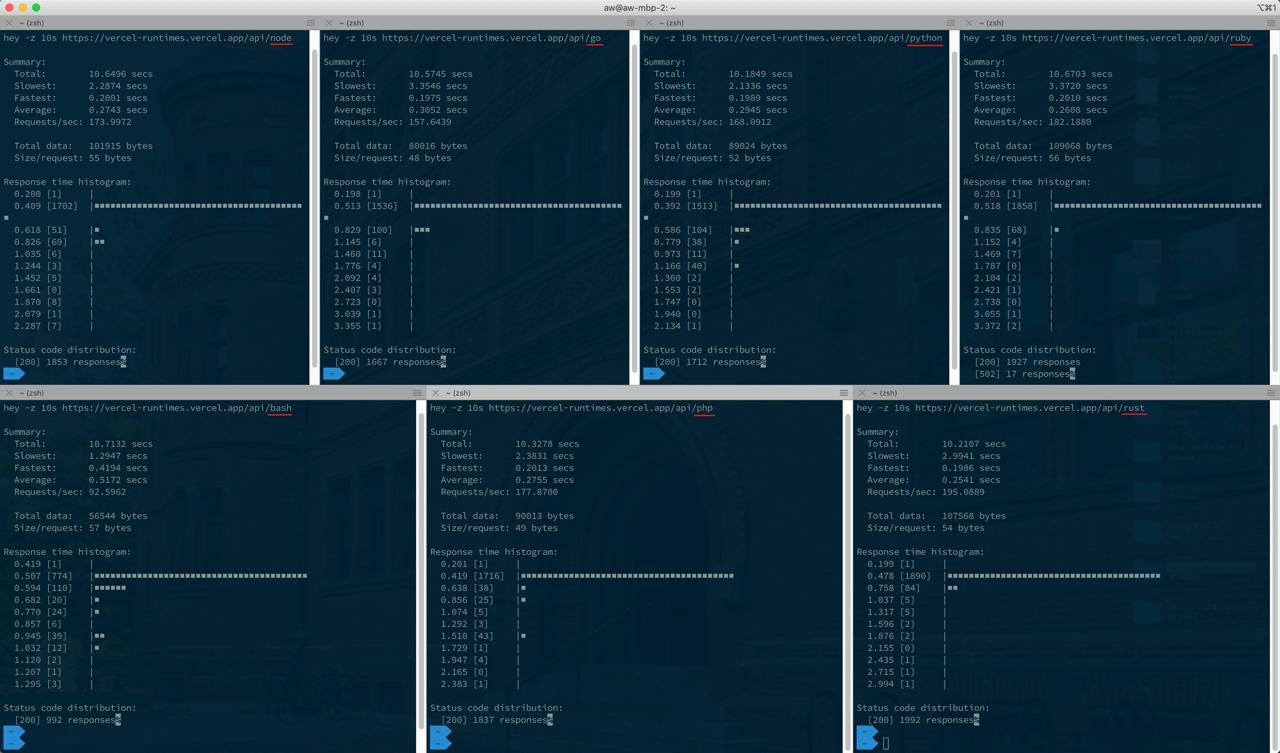 aw@aw-mbp-2: ~
⌥⌘1
~ (zsh)
hey -z 10s https://vercel-runtimes.vercel.app/api/node
Summary:
Total: 10.6496 secs
Slowest: 2.2874 secs
Fastest: 0.2001 secs
Average: 0.2743 secs
Requests/sec: 173.9972
Total data: 101915 bytes
Size/request: 55 bytes
Response time histogram:
0.200 [1] |
0.409 [1702] |■■■■■■■■■■■■■■■■■■■■■■■■■■■■■■■■■■■■■■■■
0.618 [51] |■
0.826 [69] |■■
1.035 [6] |
1.244 [3] |
1.452 [5] |
1.661 [0] |
1.870 [8] |
2.079 [1] |
2.287 [7] |
Status code distribution:
[200] 1853 responses%
~
~ (zsh)
hey -z 10s https://vercel-runtimes.vercel.app/api/go
Summary:
Total: 10.5745 secs
Slowest: 3.3546 secs
Fastest: 0.1975 secs
Average: 0.3052 secs
Requests/sec: 157.6439
Total data: 80016 bytes
Size/request: 48 bytes
Response time histogram:
0.198 [1] |
0.513 [1536] |■■■■■■■■■■■■■■■■■■■■■■■■■■■■■■■■■■■■■■■■
0.829 [100] |■■■
1.145 [6] |
1.460 [11] |
1.776 [4] |
2.092 [4] |
2.407 [3] |
2.723 [0] |
3.039 [1] |
3.355 [1] |
Status code distribution:
[200] 1667 responses%
~
~ (zsh)
hey -z 10s https://vercel-runtimes.vercel.app/api/python
Summary:
Total: 10.1849 secs
Slowest: 2.1336 secs
Fastest: 0.1989 secs
Average: 0.2945 secs
Requests/sec: 168.0912
Total data: 89024 bytes
Size/request: 52 bytes
Response time histogram:
0.199 [1] |
0.392 [1513] |■■■■■■■■■■■■■■■■■■■■■■■■■■■■■■■■■■■■■■■■
0.586 [104] |■■■
0.779 [38] |■
0.973 [11] |
1.166 [40] |■
1.360 [2] |
1.553 [2] |
1.747 [0] |
1.940 [0] |
2.134 [1] |
Status code distribution:
[200] 1712 responses%
~
~ (zsh)
hey -z 10s https://vercel-runtimes.vercel.app/api/ruby
Summary:
Total: 10.6703 secs
Slowest: 3.3720 secs
Fastest: 0.2010 secs
Average: 0.2608 secs
Requests/sec: 182.1880
Total data: 109068 bytes
Size/request: 56 bytes
Response time histogram:
0.201 [1] |
0.518 [1858] |■■■■■■■■■■■■■■■■■■■■■■■■■■■■■■■■■■■■■■■■
0.835 [68] |■
1.152 [4] |
1.469 [7] |
1.787 [0] |
2.104 [2] |
2.421 [1] |
2.738 [0] |
3.055 [1] |
3.372 [2] |
Status code distribution:
[200] 1927 responses
[502] 17 responses%
~ (zsh)
hey -z 10s https://vercel-runtimes.vercel.app/api/bash
Summary:
Total: 10.7132 secs
Slowest: 1.2947 secs
Fastest: 0.4194 secs
Average: 0.5172 secs
Requests/sec: 92.5962
Total data: 56544 bytes
Size/request: 57 bytes
Response time histogram:
0.419 [1] |
0.507 [774] |■■■■■■■■■■■■■■■■■■■■■■■■■■■■■■■■■■■■■■■■
0.594 [110] |■■■■■■
0.682 [20] |■
0.770 [24] |■
0.857 [6] |
0.945 [39] |■■
1.032 [12] |■
1.120 [2] |
1.207 [1] |
1.295 [3] |
Status code distribution:
[200] 992 responses%
~
~
~ (zsh)
hey -z 10s https://vercel-runtimes.vercel.app/api/php
Summary:
Total: 10.3278 secs
Slowest: 2.3831 secs
Fastest: 0.2013 secs
Average: 0.2755 secs
Requests/sec: 177.8700
Total data: 90013 bytes
Size/request: 49 bytes
Response time histogram:
0.201 [1] |
0.419 [1716] |■■■■■■■■■■■■■■■■■■■■■■■■■■■■■■■■■■■■■■■■
0.638 [38] |■
0.856 [25] |■
1.074 [5] |
1.292 [3] |
1.510 [43] |■
1.729 [1] |
1.947 [4] |
2.165 [0] |
2.383 [1] |
Status code distribution:
[200] 1837 responses%
~
~
~ (zsh)
hey -z 10s https://vercel-runtimes.vercel.app/api/rust
Summary:
Total: 10.2107 secs
Slowest: 2.9941 secs
Fastest: 0.1986 secs
Average: 0.2541 secs
Requests/sec: 195.0889
Total data: 107568 bytes
Size/request: 54 bytes
Response time histogram:
0.199 [1] |
0.478 [1890] |■■■■■■■■■■■■■■■■■■■■■■■■■■■■■■■■■■■■■■■■
0.758 [84] |■■
1.037 [5] |
1.317 [5] |
1.596 [2] |
1.876 [2] |
2.155 [0] |
2.435 [1] |
2.715 [1] |
2.994 [1] |
Status code distribution:
[200] 1992 responses%
~
~